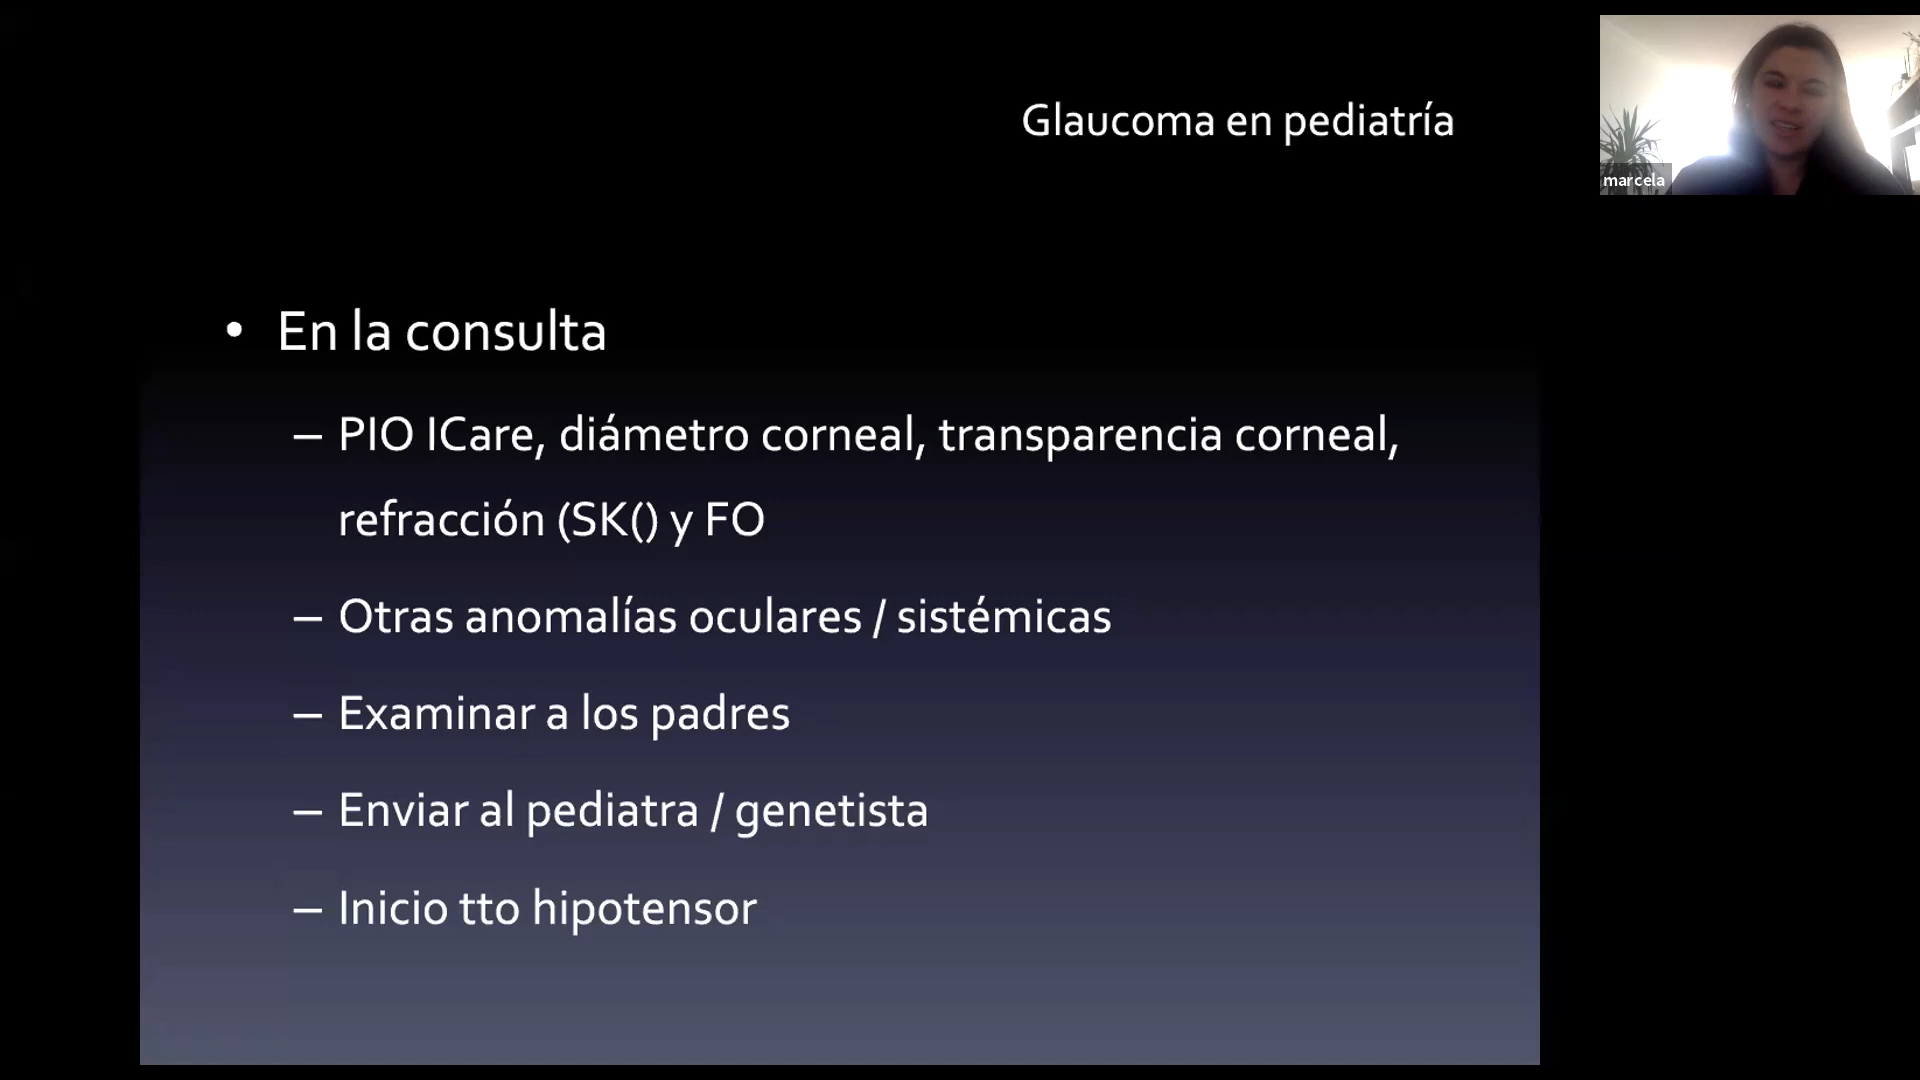 Glaucoma en pediatría
marcela
• En la consulta
– PIO ICare, diámetro corneal, transparencia corneal,
refracción (SK() y FO
– Otras anomalías oculares / sistémicas
– Examinar a los padres
– Enviar al pediatra / genetista
– Inicio tto hipotensor